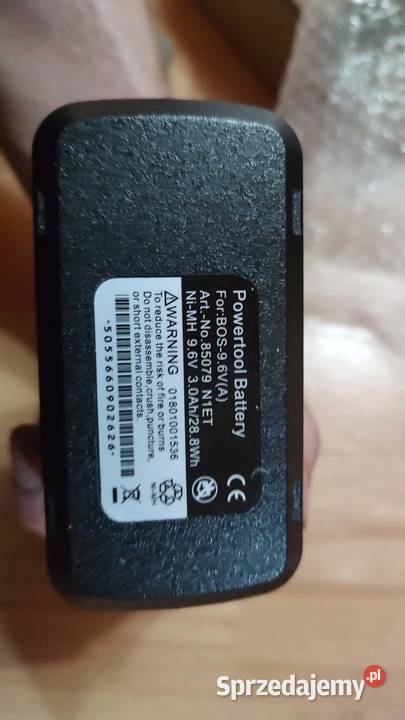 Powertool Battery
For:BOS-9.6V(A)
Art.-No.85079 N1ET
Ni-MH 9.6V 3.0Ah/28.8Wh
CE
WARNING 01801001536
To reduce the risk of fire or burns
Do not disassemble,crush,puncture,
or short external contacts.
Ni-MH
-5055660902626-
Sprzedajemy.pl